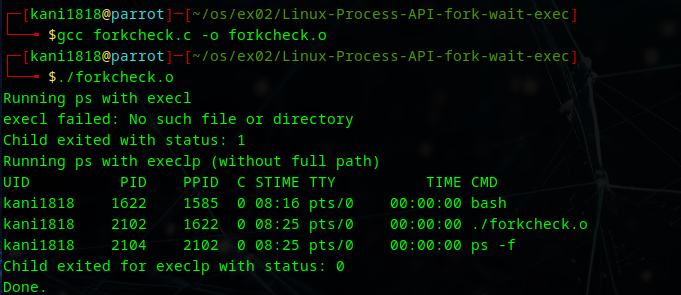 ┌─[kani1818@parrot]─[~/os/ex02/Linux-Process-API-fork-wait-exec]
└──╼ $gcc forkcheck.c -o forkcheck.o
┌─[kani1818@parrot]─[~/os/ex02/Linux-Process-API-fork-wait-exec]
└──╼ $./forkcheck.o
Running ps with execl
execl failed: No such file or directory
Child exited with status: 1
Running ps with execlp (without full path)
UID          PID    PPID  C STIME TTY          TIME CMD
kani1818    1622    1585  0 08:16 pts/0    00:00:00 bash
kani1818    2102    1622  0 08:25 pts/0    00:00:00 ./forkcheck.o
kani1818    2104    2102  0 08:25 pts/0    00:00:00 ps -f
Child exited for execlp with status: 0
Done.